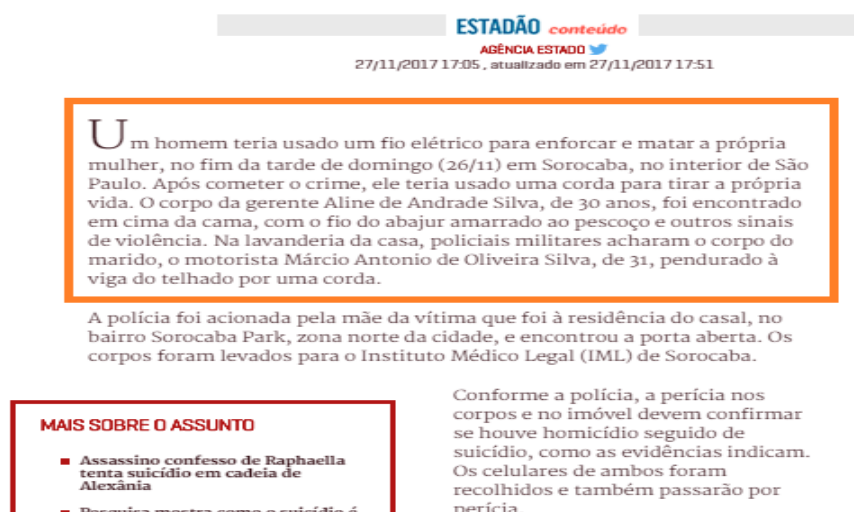 ESTADÃO conteúdo
AGÊNCIA ESTADO
27/11/2017 17:05 , atualizado em 27/11/2017 17:51
Um homem teria usado um fio elétrico para enforcar e matar a própria
mulher, no fim da tarde de domingo (26/11) em Sorocaba, no interior de São
Paulo. Após cometer o crime, ele teria usado uma corda para tirar a própria
vida. O corpo da gerente Aline de Andrade Silva, de 30 anos, foi encontrado
em cima da cama, com o fio do abajur amarrado ao pescoço e outros sinais
de violência. Na lavanderia da casa, policiais militares acharam o corpo do
marido, o motorista Márcio Antonio de Oliveira Silva, de 31, pendurado à
viga do telhado por uma corda.
A polícia foi acionada pela mãe da vítima que foi à residência do casal, no
bairro Sorocaba Park, zona norte da cidade, e encontrou a porta aberta. Os
corpos foram levados para o Instituto Médico Legal (IML) de Sorocaba.
MAIS SOBRE O ASSUNTO
Assassino confesso de Raphaella
tenta suicídio em cadeia de
Alexânia
Pesquisa mostra como o suicídio é
Conforme a polícia, a perícia nos
corpos e no imóvel devem confirmar
se houve homicídio seguido de
suicídio, como as evidências indicam.
Os celulares de ambos foram
recolhidos e também passarão por
perícia.